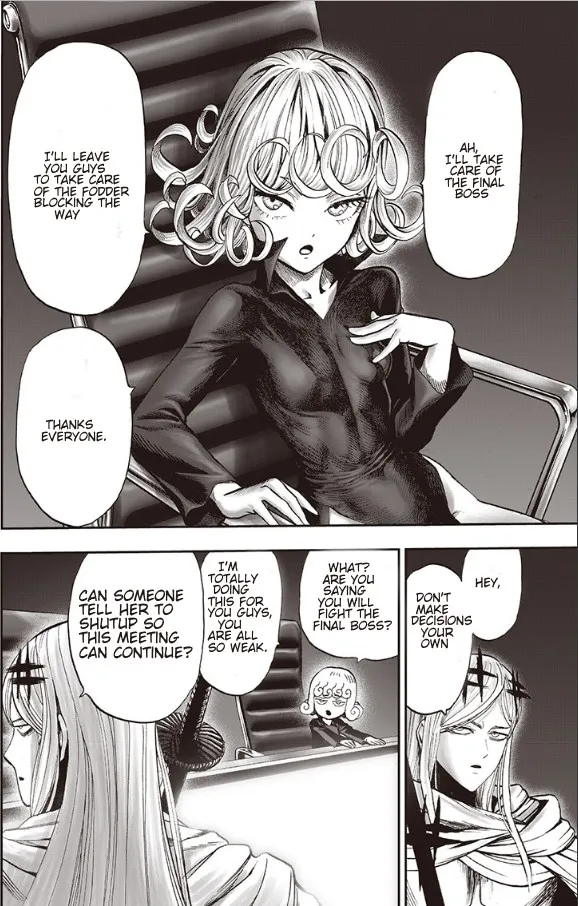 AH,
I'LL TAKE
CARE OF
THE FINAL
BOSS
I'LL LEAVE
YOU GUYS
TO TAKE CARE
OF THE FODDER
BLOCKING THE
WAY
THANKS
EVERYONE.
HEY,
DON'T
MAKE
DECISIONS
YOUR
OWN
WHAT?
ARE YOU
SAYING
YOU WILL
FIGHT THE
FINAL BOSS?
I'M
TOTALLY
DOING
THIS FOR
YOU GUYS,
YOU
ARE ALL
SO WEAK.
CAN SOMEONE
TELL HER TO
SHUTUP SO
THIS MEETING
CAN CONTINUE?